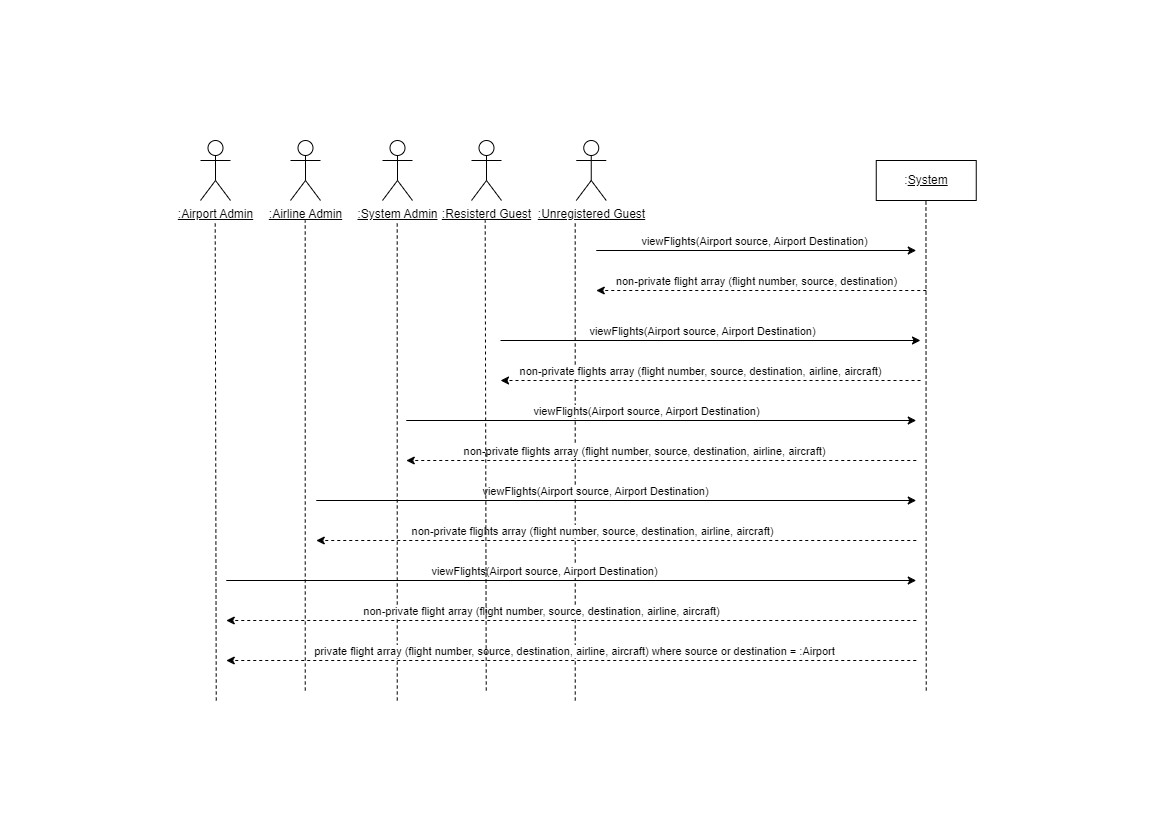 :Airport Admin
:Airline Admin
:System Admin
:Resisterd Guest
:Unregistered Guest
:System
viewFlights(Airport source, Airport Destination)
non-private flight array (flight number, source, destination)
viewFlights(Airport source, Airport Destination)
non-private flights array (flight number, source, destination, airline, aircraft)
viewFlights(Airport source, Airport Destination)
non-private flights array (flight number, source, destination, airline, aircraft)
viewFlights(Airport source, Airport Destination)
non-private flights array (flight number, source, destination, airline, aircraft)
viewFlights(Airport source, Airport Destination)
non-private flight array (flight number, source, destination, airline, aircraft)
private flight array (flight number, source, destination, airline, aircraft) where source or destination = :Airport